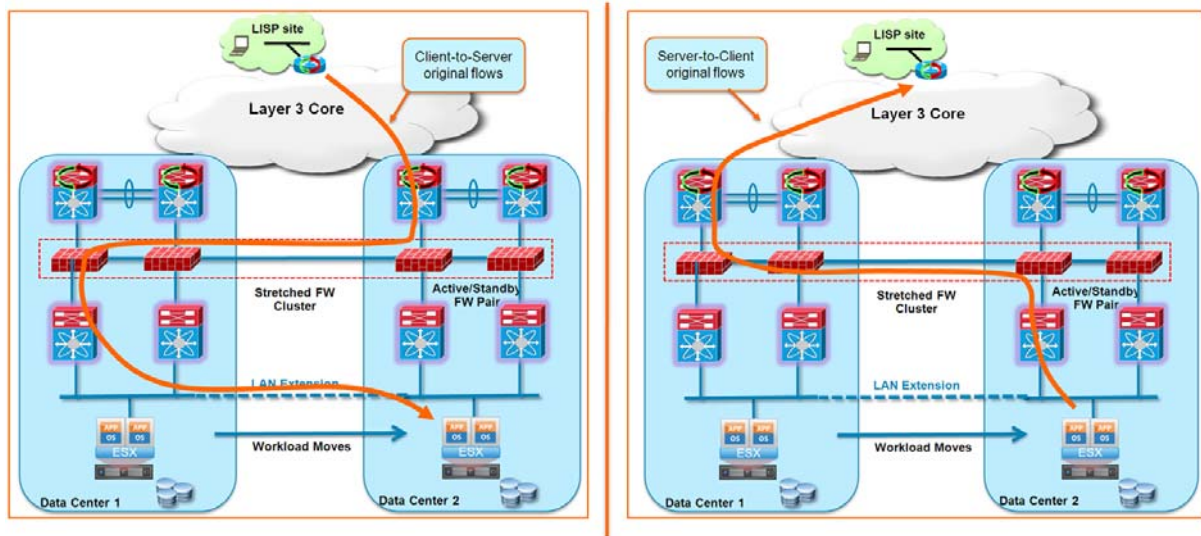 LISP site
Client-to-Server
original flows
Layer 3 Core
Stretched FW
Cluster
Active/Standby
FW Pair
LAN Extension
APP
OS
APP
OS
ESX
Workload Moves
APP
OS
APP
OS
ESX
Data Center 1
Data Center 2
LISP site
Server-to-Client
original flows
Layer 3 Core
Stretched FW
Cluster
Active/Standby
FW Pair
LAN Extension
APP
OS
APP
OS
ESX
Workload Moves
APP
OS
APP
OS
ESX
Data Center 1
Data Center 2